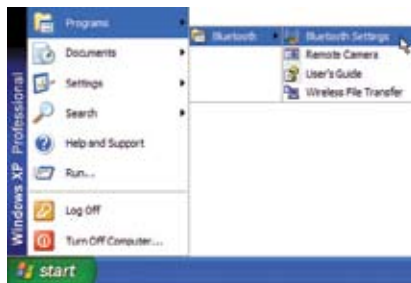 Programs
Documents
Settings
Search
Help and Support
Run...
Log Off
Turn Off Computer...
Windows XP Professional
start
Bluetooth
Bluetooth Settings
Remote Camera
User's Guide
Wireless File Transfer